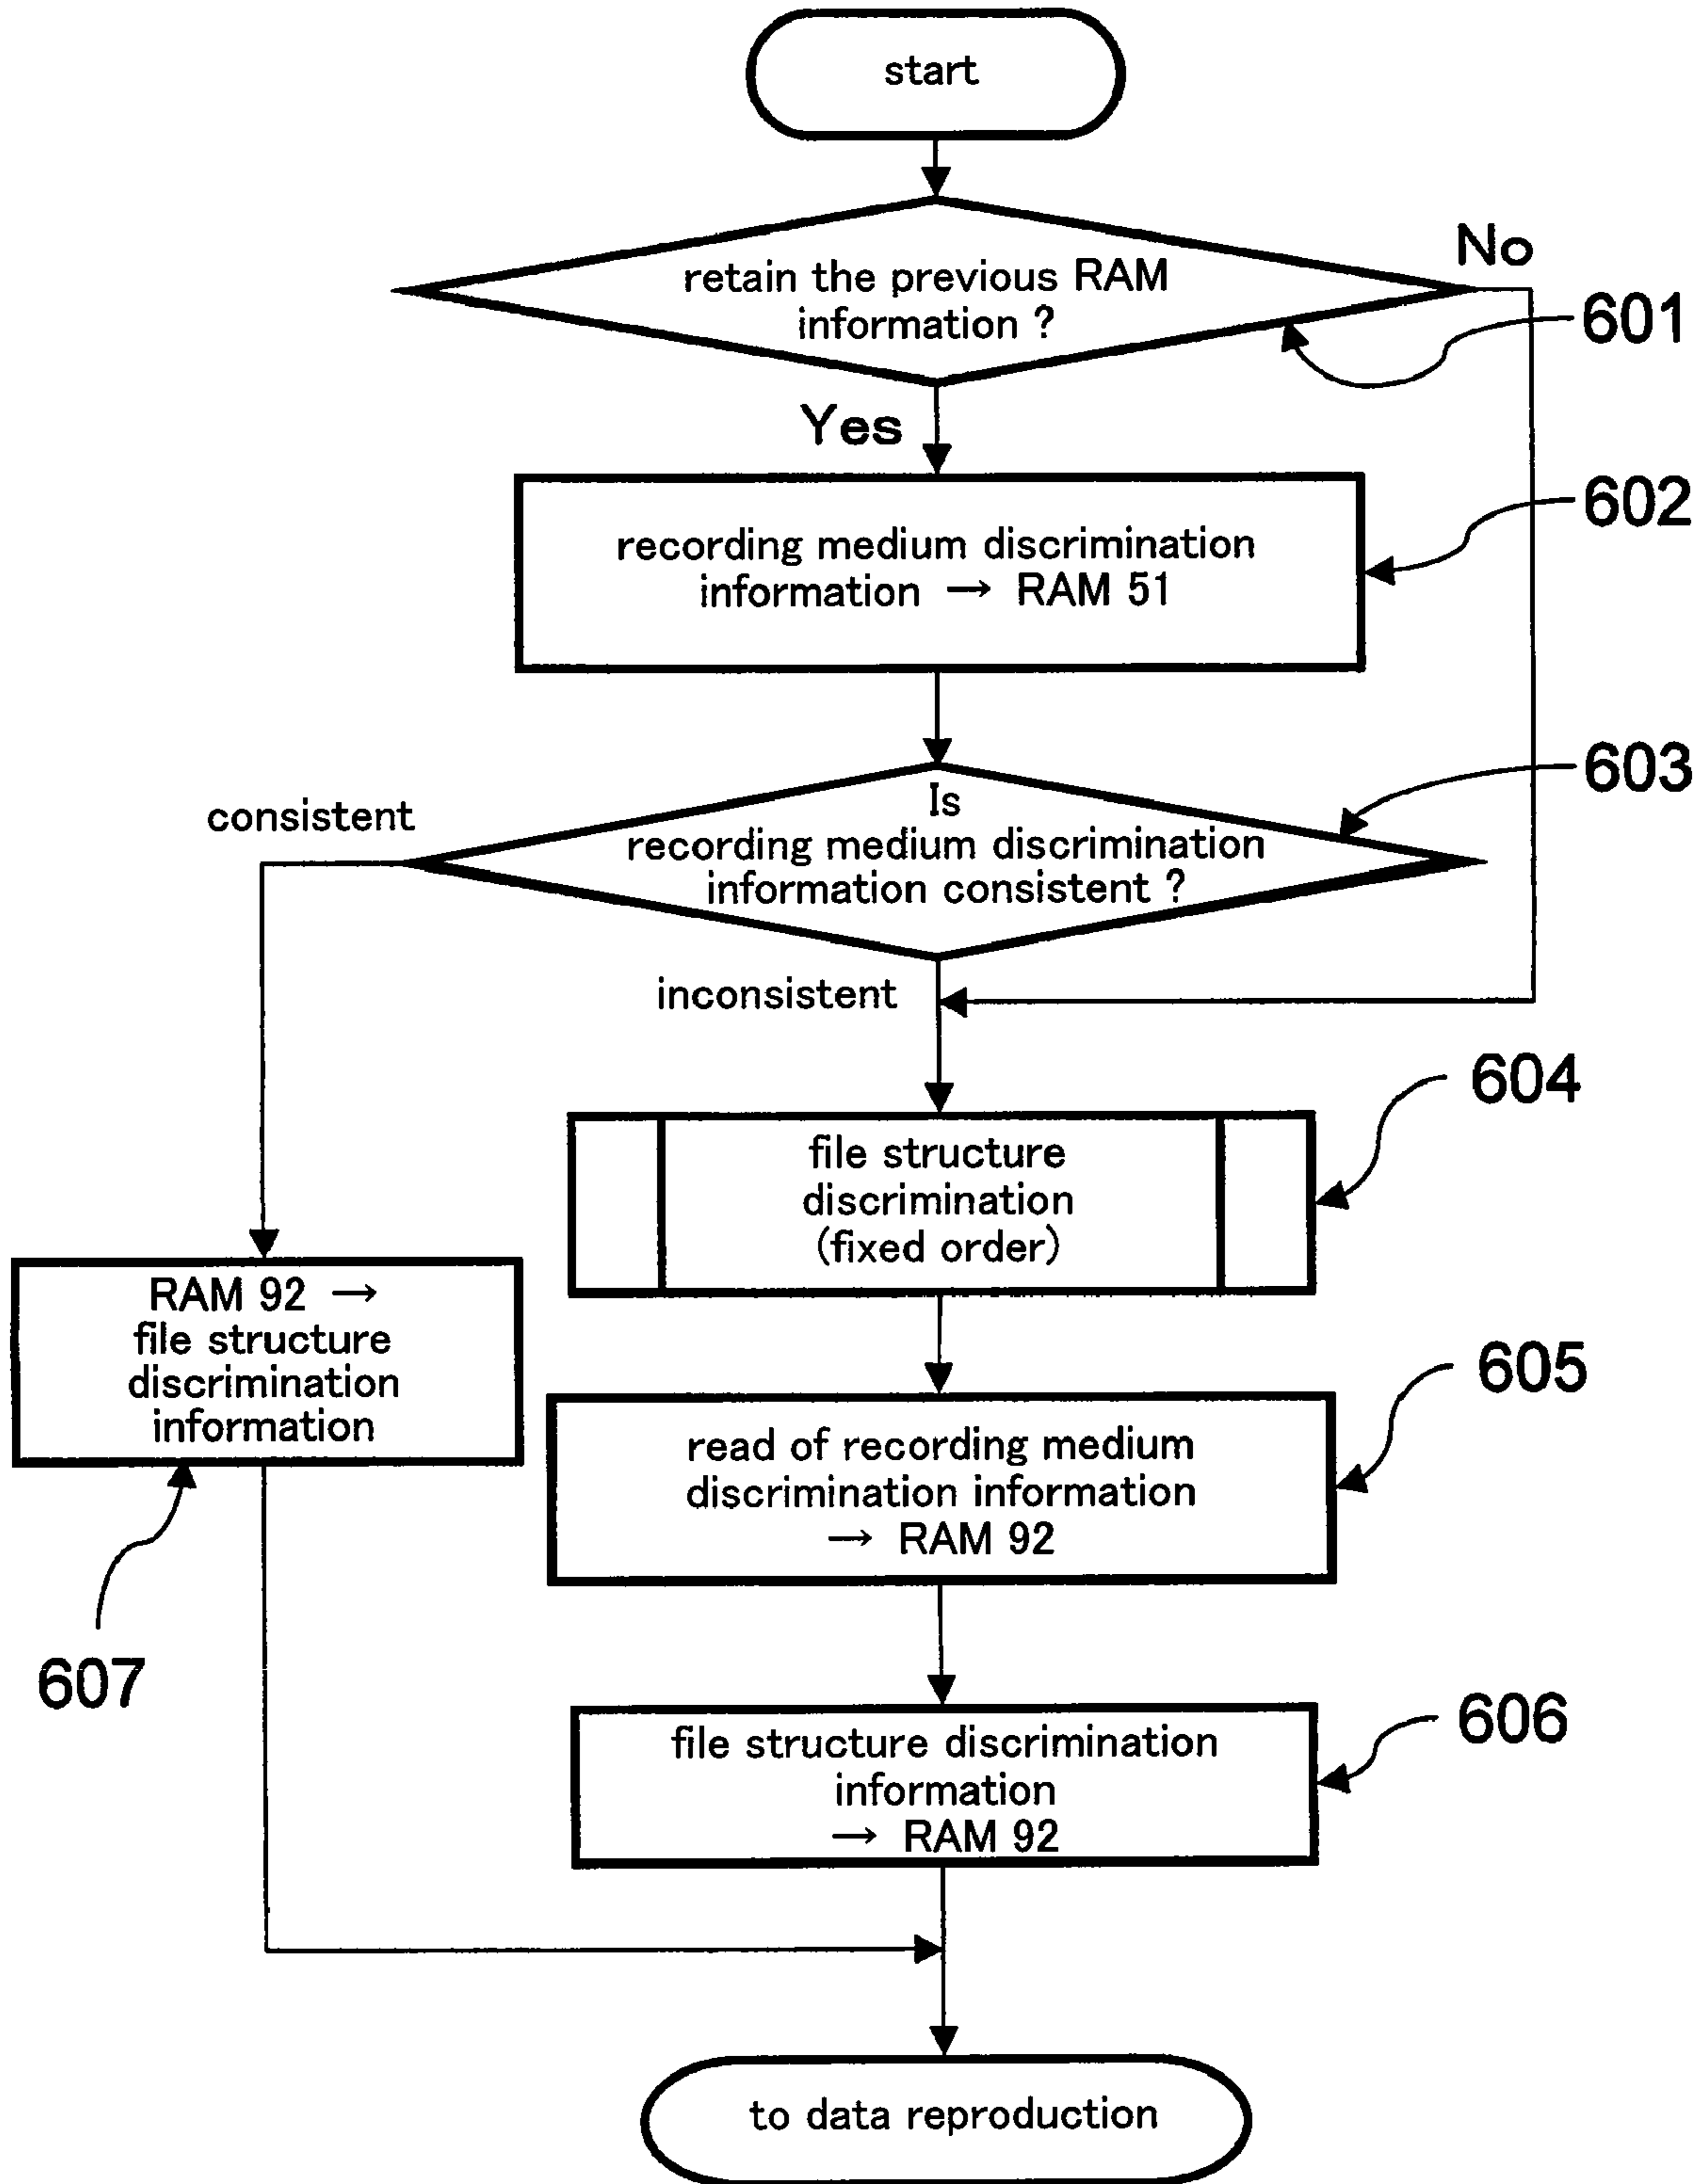 start
No
retain the previous RAM
information ?
601
Yes
602
recording medium discrimination
information → RAM 51
603
consistent
Is
recording medium discrimination
information consistent ?
inconsistent
604
file structure
discrimination
(fixed order)
RAM 92 →
file structure
discrimination
information
605
read of recording medium
discrimination information
→ RAM 92
607
606
file structure discrimination
information
→ RAM 92
to data reproduction